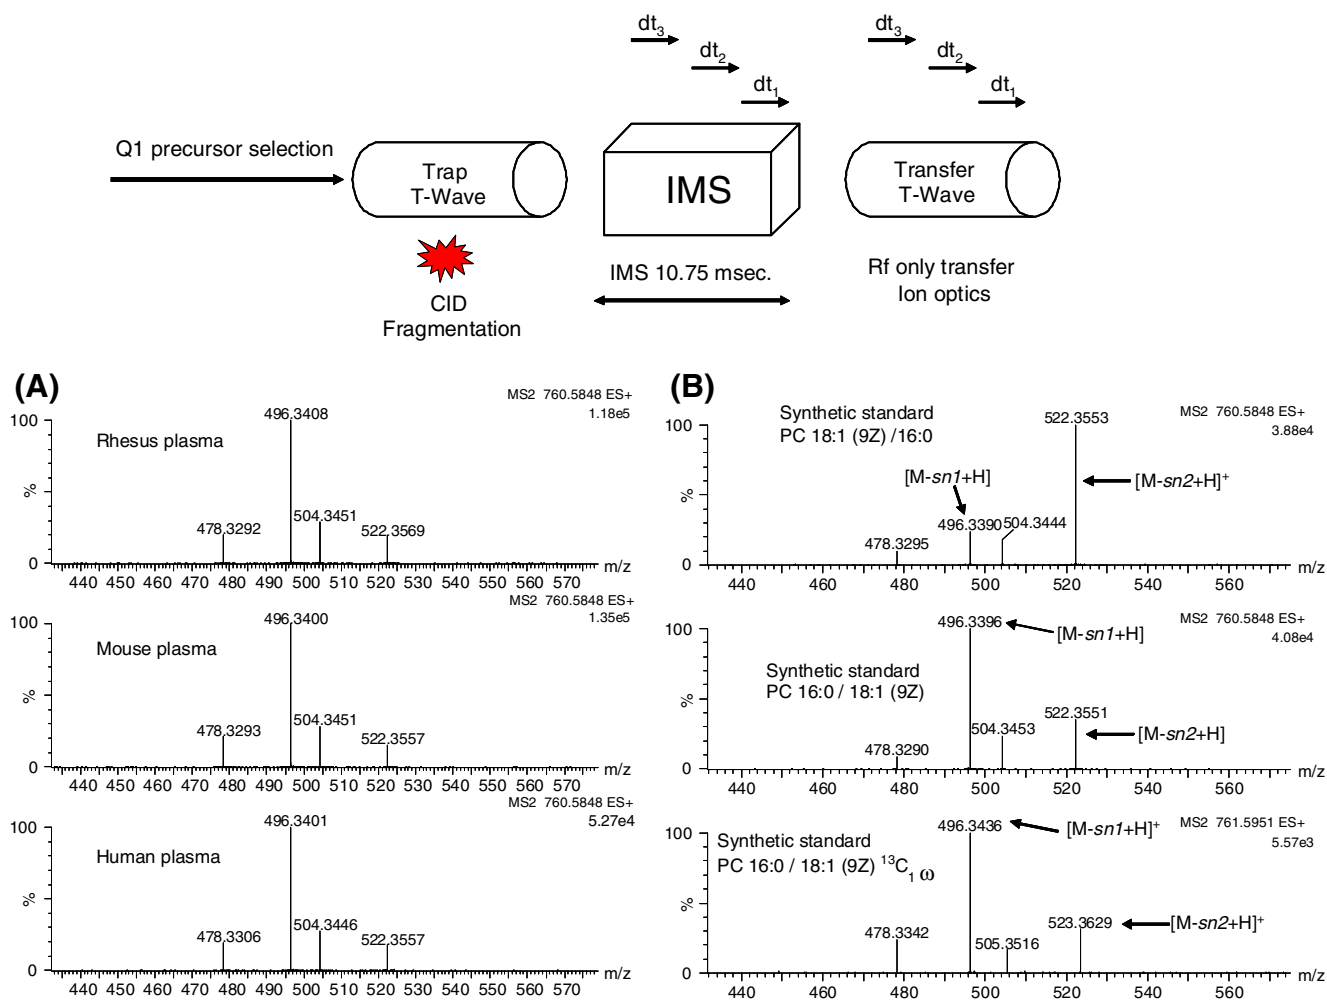 dt3
dt2
dt1
dt3
dt2
dt1
Q1 precursor selection
Trap
T-Wave
IMS
Transfer
T-Wave
CID
Fragmentation
IMS 10.75 msec.
Rf only transfer
Ion optics
(A)
MS2 760.5848 ES+
1.18e5
Rhesus plasma
100
%
0
478.3292
496.3408
504.3451
522.3569
440 450 460 470 480 490 500 510 520 530 540 550 560 570
m/z
MS2 760.5848 ES+
1.35e5
Mouse plasma
100
%
0
478.3293
496.3400
504.3451
522.3557
440 450 460 470 480 490 500 510 520 530 540 550 560 570
m/z
MS2 760.5848 ES+
5.27e4
Human plasma
100
%
0
478.3306
496.3401
504.3446
522.3557
440 450 460 470 480 490 500 510 520 530 540 550 560 570
m/z
(B)
Synthetic standard
PC 18:1 (9Z) /16:0
MS2 760.5848 ES+
3.88e4
100
%
0
[M-sn1+H]
[M-sn2+H]+
478.3295
496.3390
504.3444
522.3553
440 460 480 500 520 540 560
m/z
Synthetic standard
PC 16:0 / 18:1 (9Z)
MS2 760.5848 ES+
4.08e4
100
%
0
[M-sn1+H]
[M-sn2+H]
478.3290
496.3396
504.3453
522.3551
440 460 480 500 520 540 560
m/z
Synthetic standard
PC 16:0 / 18:1 (9Z) 13C1 ω
MS2 761.5951 ES+
5.57e3
100
%
0
[M-sn1+H]+
[M-sn2+H]+
478.3342
496.3436
505.3516
523.3629
440 460 480 500 520 540 560
m/z